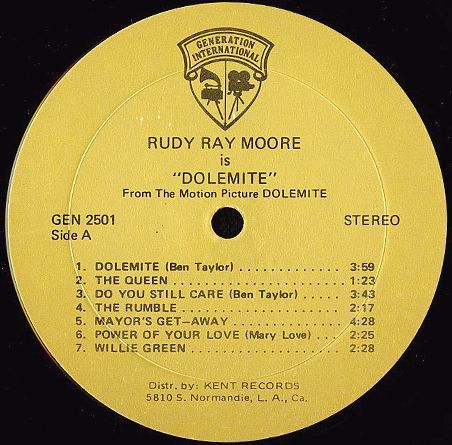 GENERATION
INTERNATIONAL
RUDY RAY MOORE
is
"DOLEMITE"
From The Motion Picture DOLEMITE
GEN 2501 STEREO
Side A
1. DOLEMITE (Ben Taylor) . . . . . . . . . . . . . 3:59
2. THE QUEEN . . . . . . . . . . . . . . . . . . . . . . 1:23
3. DO YOU STILL CARE (Ben Taylor) . . . . . 3:43
4. THE RUMBLE . . . . . . . . . . . . . . . . . . . . . 2:17
5. MAYOR'S GET—AWAY . . . . . . . . . . . . . . 4:28
6. POWER OF YOUR LOVE (Mary Love) . . . 2:25
7. WILLIE GREEN . . . . . . . . . . . . . . . . . . . . 2:28
Distr. by: KENT RECORDS
5810 S. Normandie, L. A., Ca.